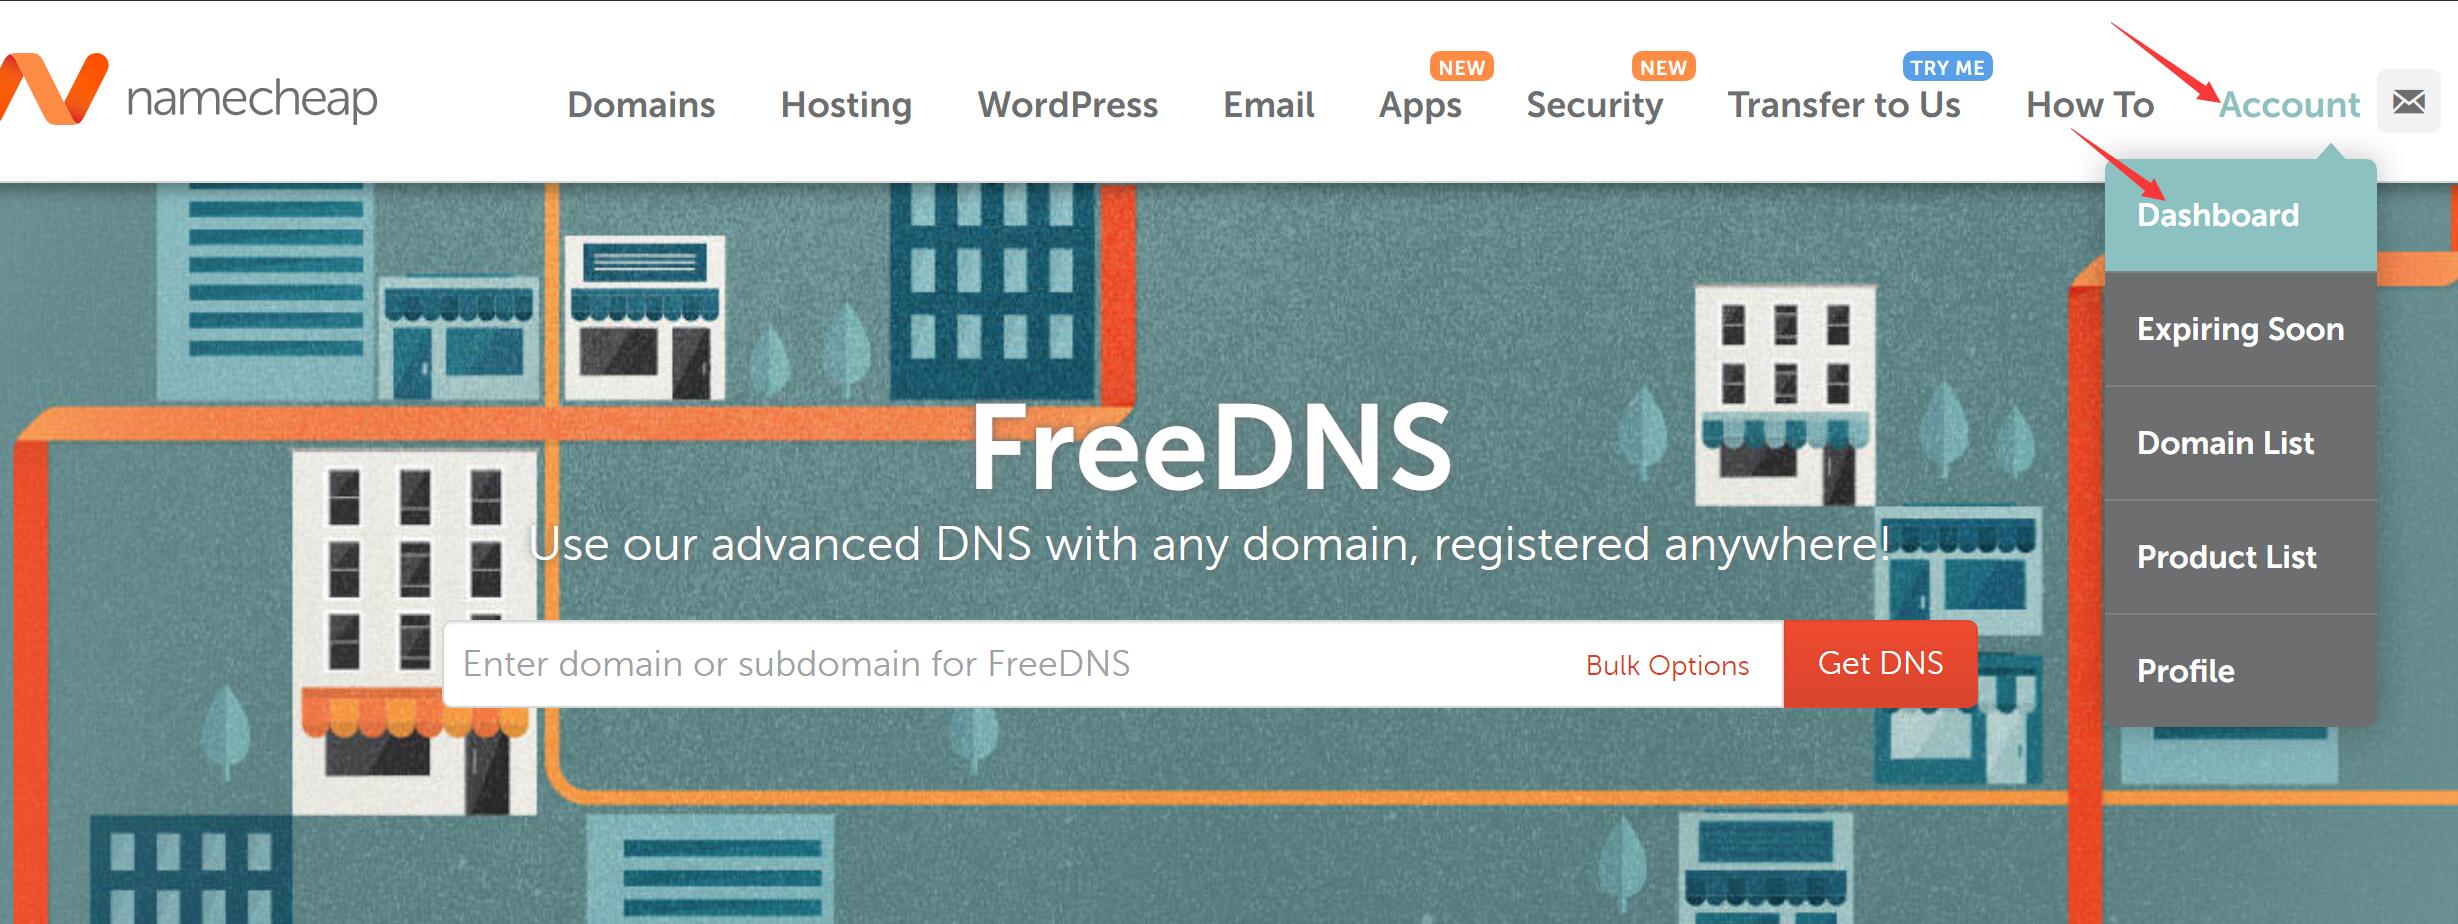 namecheap
Domains
Hosting
WordPress
Email
NEW
Apps
NEW
Security
TRY ME
Transfer to Us
How To
Account
Dashboard
Expiring Soon
Domain List
Product List
Profile
FreeDNS
Use our advanced DNS with any domain, registered anywhere!
Enter domain or subdomain for FreeDNS
Bulk Options
Get DNS